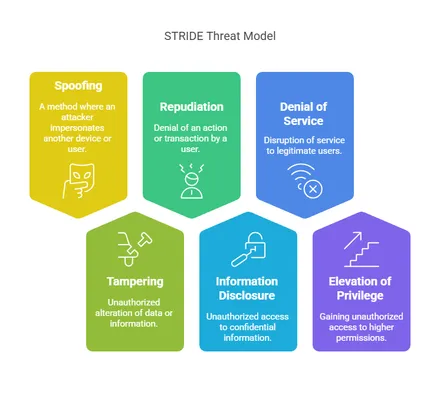 STRIDE Threat Model
Spoofing
A method where an
attacker
impersonates
another device or
user.
Tampering
Unauthorized
alteration of data or
information.
Repudiation
Denial of an action
or transaction by a
user.
Information
Disclosure
Unauthorized access
to confidential
information.
Denial of
Service
Disruption of service
to legitimate users.
Elevation of
Privilege
Gaining unauthorized
access to higher
permissions.